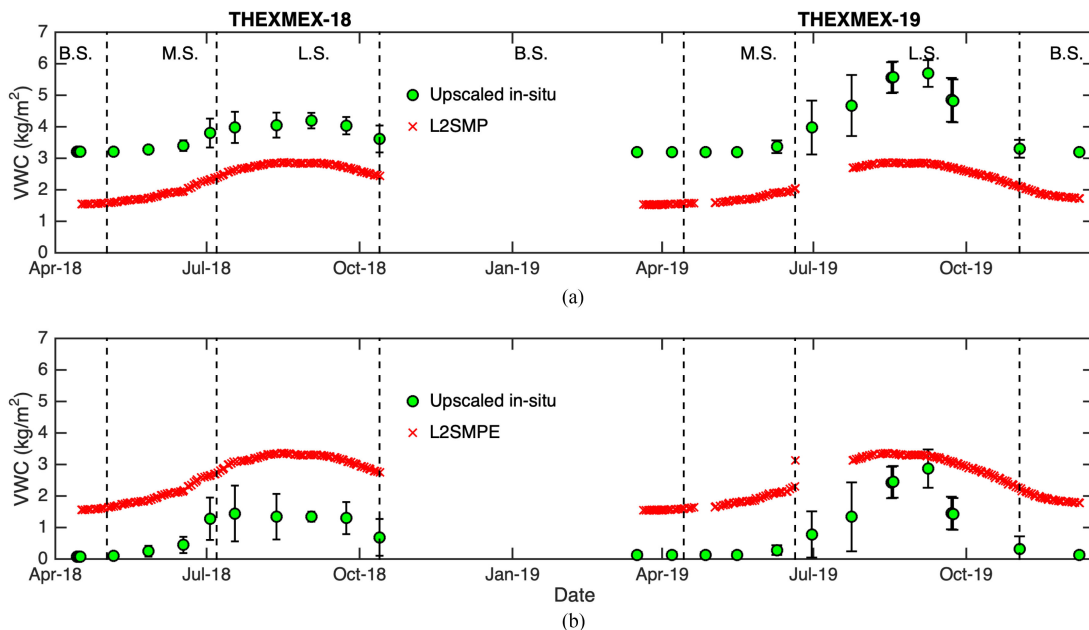 THEXMEX-18 THEXMEX-19
B.S. M.S. L.S. B.S. M.S. L.S. B.S.
7
6
5
4
3
2
1
0
VWC (kg/m²)
Upscaled in-situ
L2SMP
Apr-18 Jul-18 Oct-18 Jan-19 Apr-19 Jul-19 Oct-19
(a)
7
6
5
4
3
2
1
0
VWC (kg/m²)
Upscaled in-situ
L2SMPE
Apr-18 Jul-18 Oct-18 Jan-19 Apr-19 Jul-19 Oct-19
Date
(b)